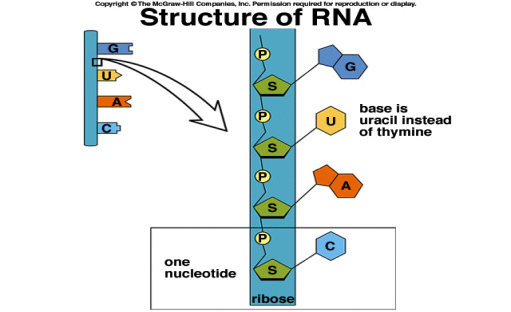 Copyright © The McGraw-Hill Companies, Inc. Permission required for reproduction or display.
Structure of RNA
G
U
A
C
P
S
G
P
S
U
base is
uracil instead
of thymine
P
S
A
P
S
C
one
nucleotide
ribose